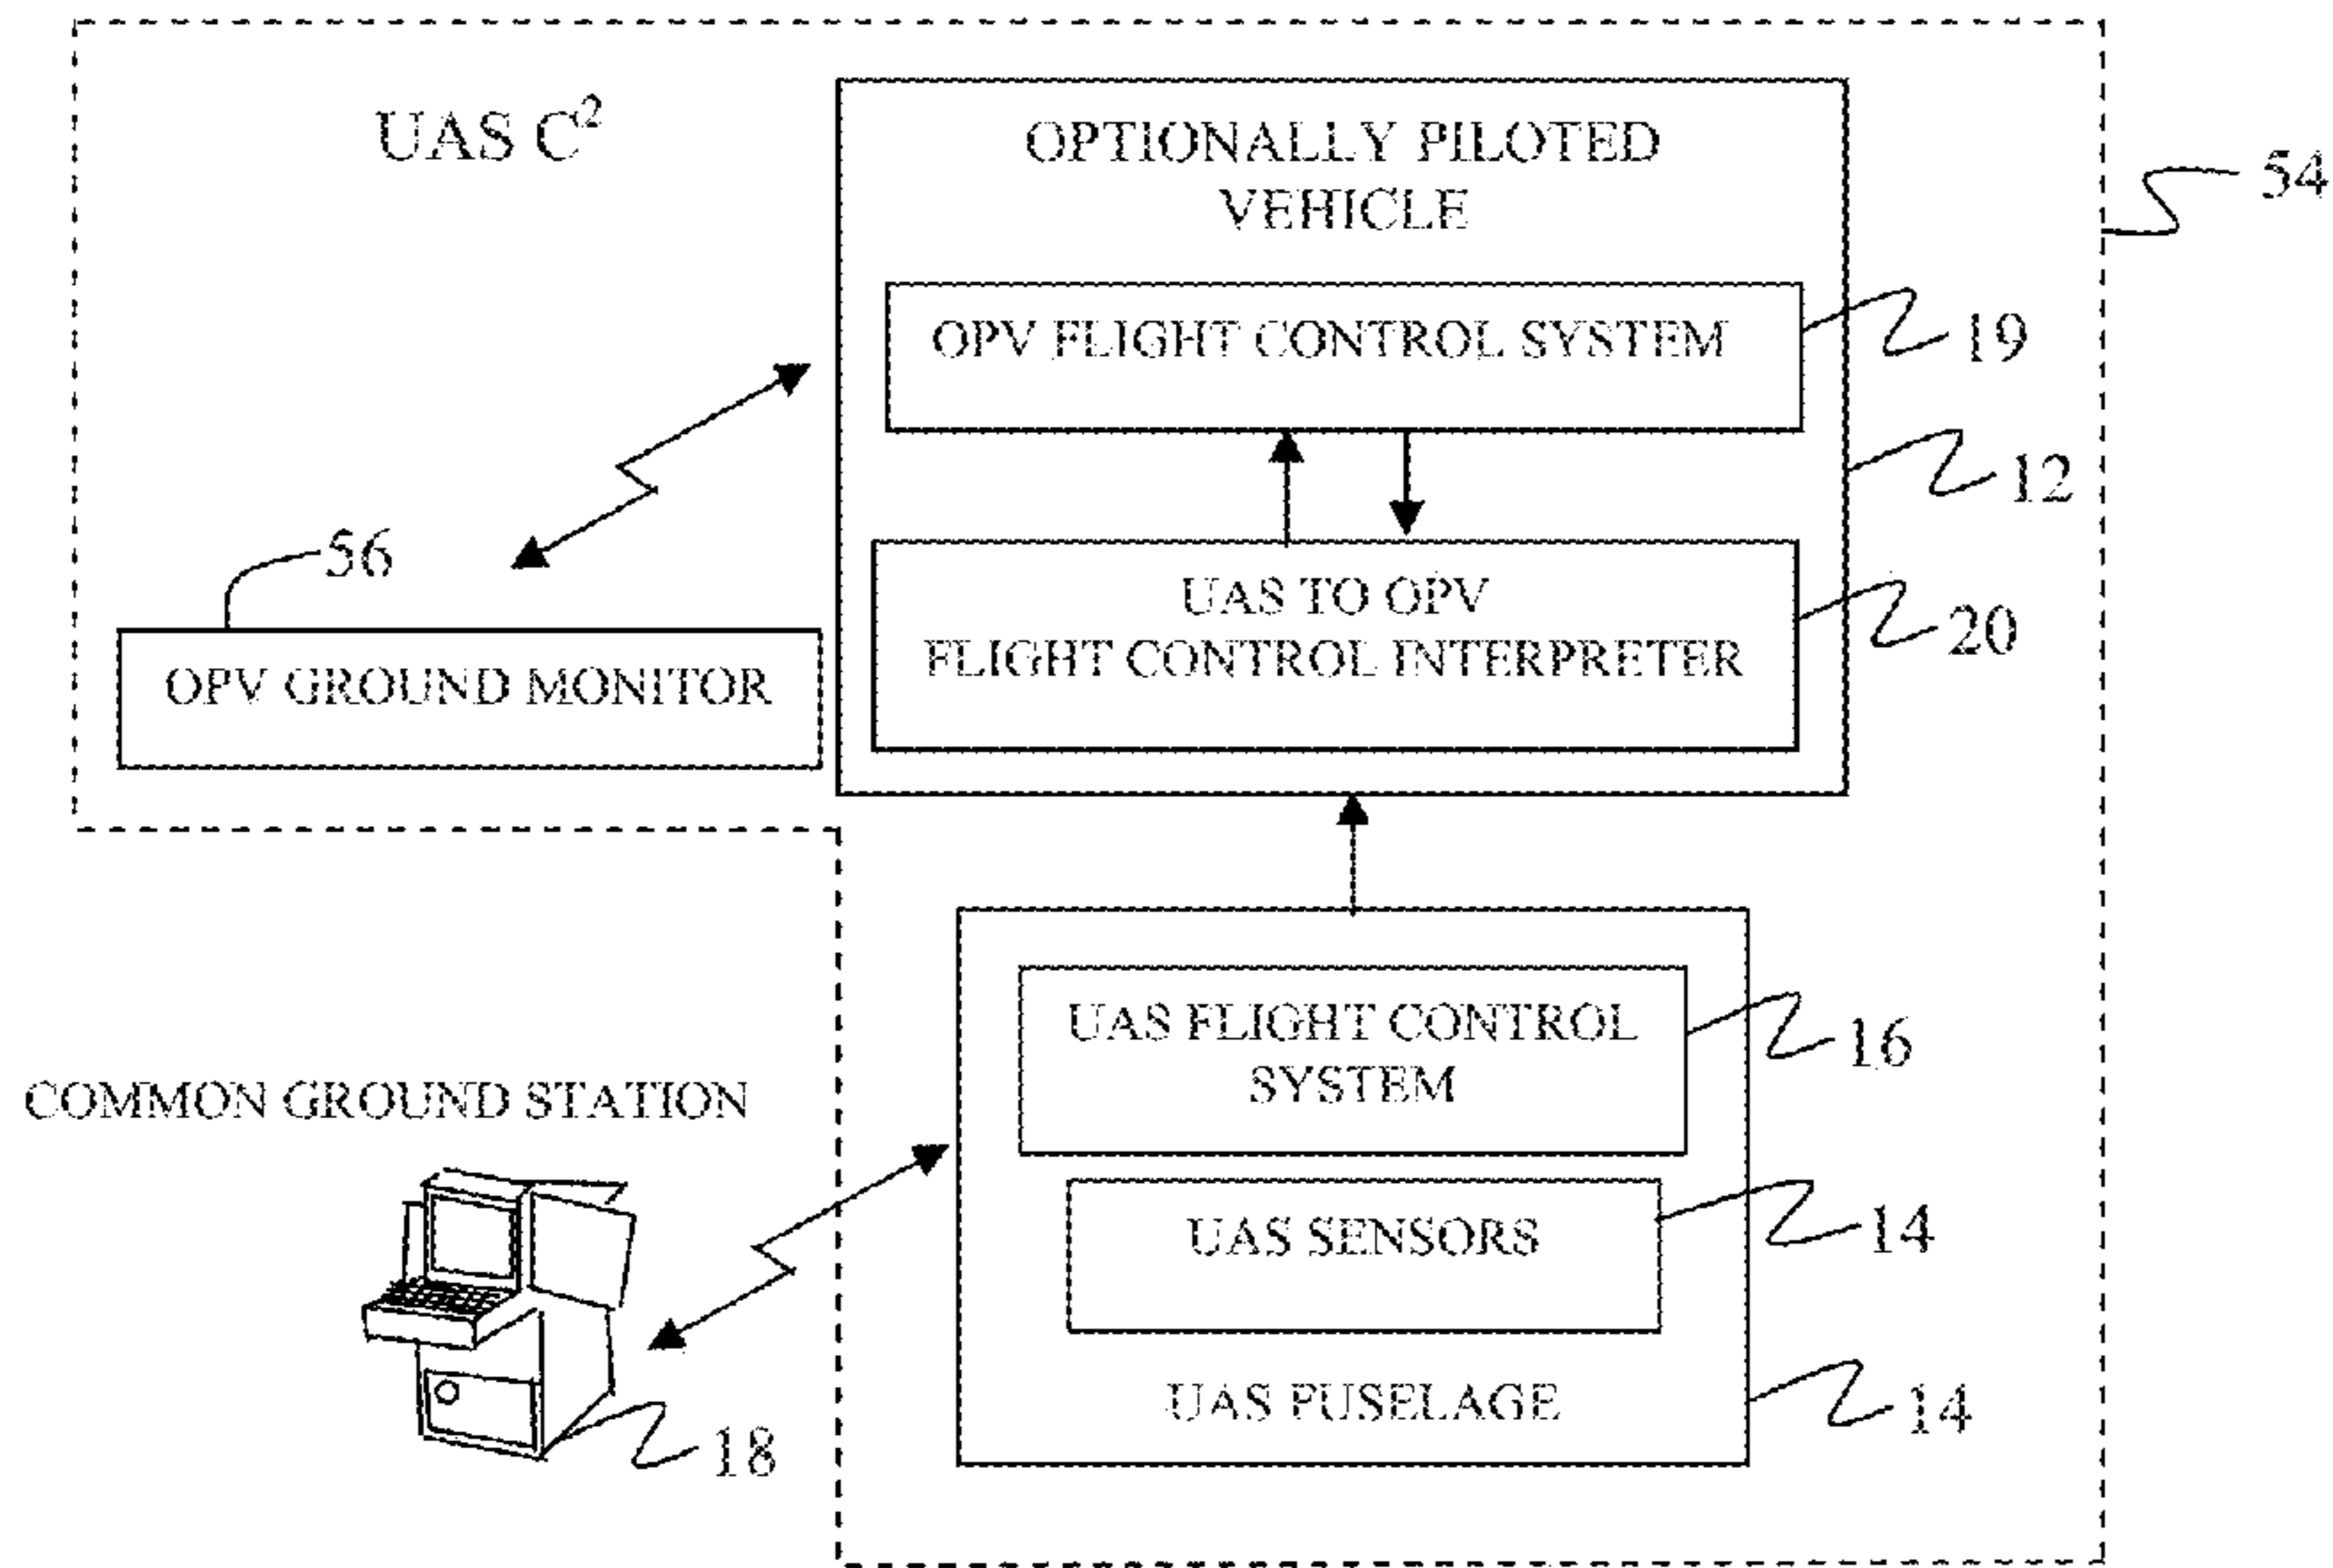 UAS C²
OPTIONALLY PILOTED
VEHICLE
54
OPV FLIGHT CONTROL SYSTEM
19
12
56
UAS TO OPV
FLIGHT CONTROL INTERPRETER
20
OPV GROUND MONITOR
UAS FLIGHT CONTROL
SYSTEM
16
COMMON GROUND STATION
UAS SENSORS
14
UAS FUSELAGE
14
18